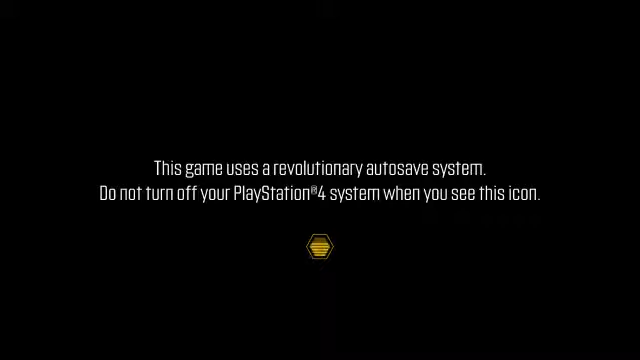 This game uses a revolutionary autosave system.
Do not turn off your PlayStation®4 system when you see this icon.